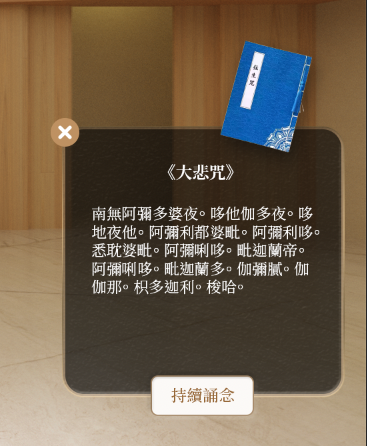 往生咒
《大悲咒》
南無阿彌多婆夜。哆他伽多夜。哆
地夜他。阿彌利都婆毗。阿彌利哆。
悉耽婆毗。阿彌唎哆。毗迦蘭帝。
阿彌唎哆。毗迦蘭多。伽彌膩。伽
伽那。枳多迦利。梭哈。
持續誦念